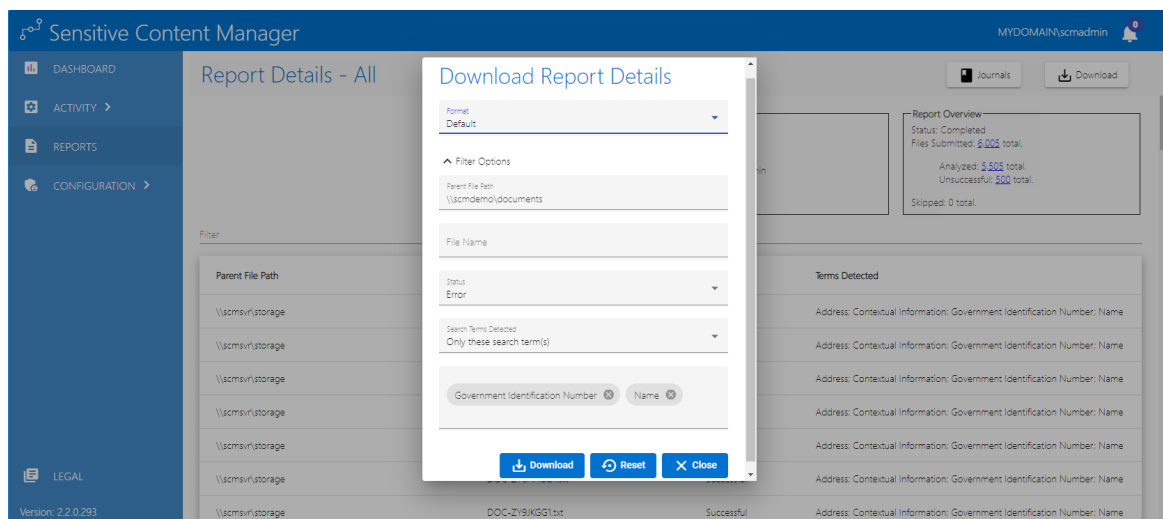 Sensitive Content Manager
MYDOMAIN\scmadmin
0
DASHBOARD
ACTIVITY
REPORTS
CONFIGURATION
LEGAL
Version: 2.2.0.293
Report Details - All
Journals
Download
Report Overview
Status: Completed
Files Submitted: 6,005 total.
Analyzed: 5,505 total.
Unsuccessful: 500 total.
Skipped: 0 total.
Filter
Parent File Path
Terms Detected
\\scmsvr\storage
Address; Contextual Information; Government Identification Number; Name
\\scmsvr\storage
Address; Contextual Information; Government Identification Number; Name
\\scmsvr\storage
Address; Contextual Information; Government Identification Number; Name
\\scmsvr\storage
Address; Contextual Information; Government Identification Number; Name
\\scmsvr\storage
Address; Contextual Information; Government Identification Number; Name
\\scmsvr\storage
Address; Contextual Information; Government Identification Number; Name
\\scmsvr\storage
DOC-ZY9JKGG1.txt
Successful
Address; Contextual Information; Government Identification Number; Name
Download Report Details
Format
Default
Filter Options
Parent File Path
\\scmdemo\documents
File Name
Status
Error
Search Terms Detected
Only these search term(s)
Government Identification Number
Name
Download
Reset
Close